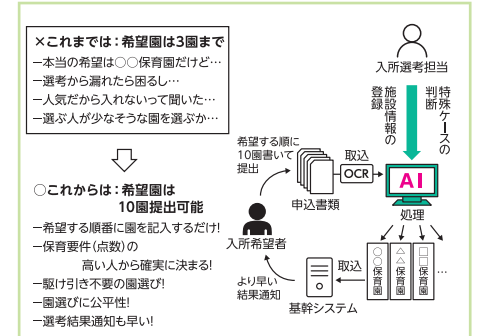 ×これまでは：希望園は3園まで
−本当の希望は○○保育園だけど…
−選考から漏れたら困るし…
−人気だから入れないって聞いた…
−選ぶ人が少なそうな園を選ぶか…
○これからは：希望園は
10園提出可能
−希望する順番に園を記入するだけ!
−保育要件(点数)の
高い人から確実に決まる!
−駆け引き不要の園選び!
−園選びに公平性!
−選考結果通知も早い!
入所選考担当
特殊ケースの
判断
施設情報の
登録
希望する順に
10園書いて
提出
申込書類
取込
OCR
AI
処理
入所希望者
より早い
結果通知
基幹システム
取込
○○保育園
△△保育園
□□保育園
…